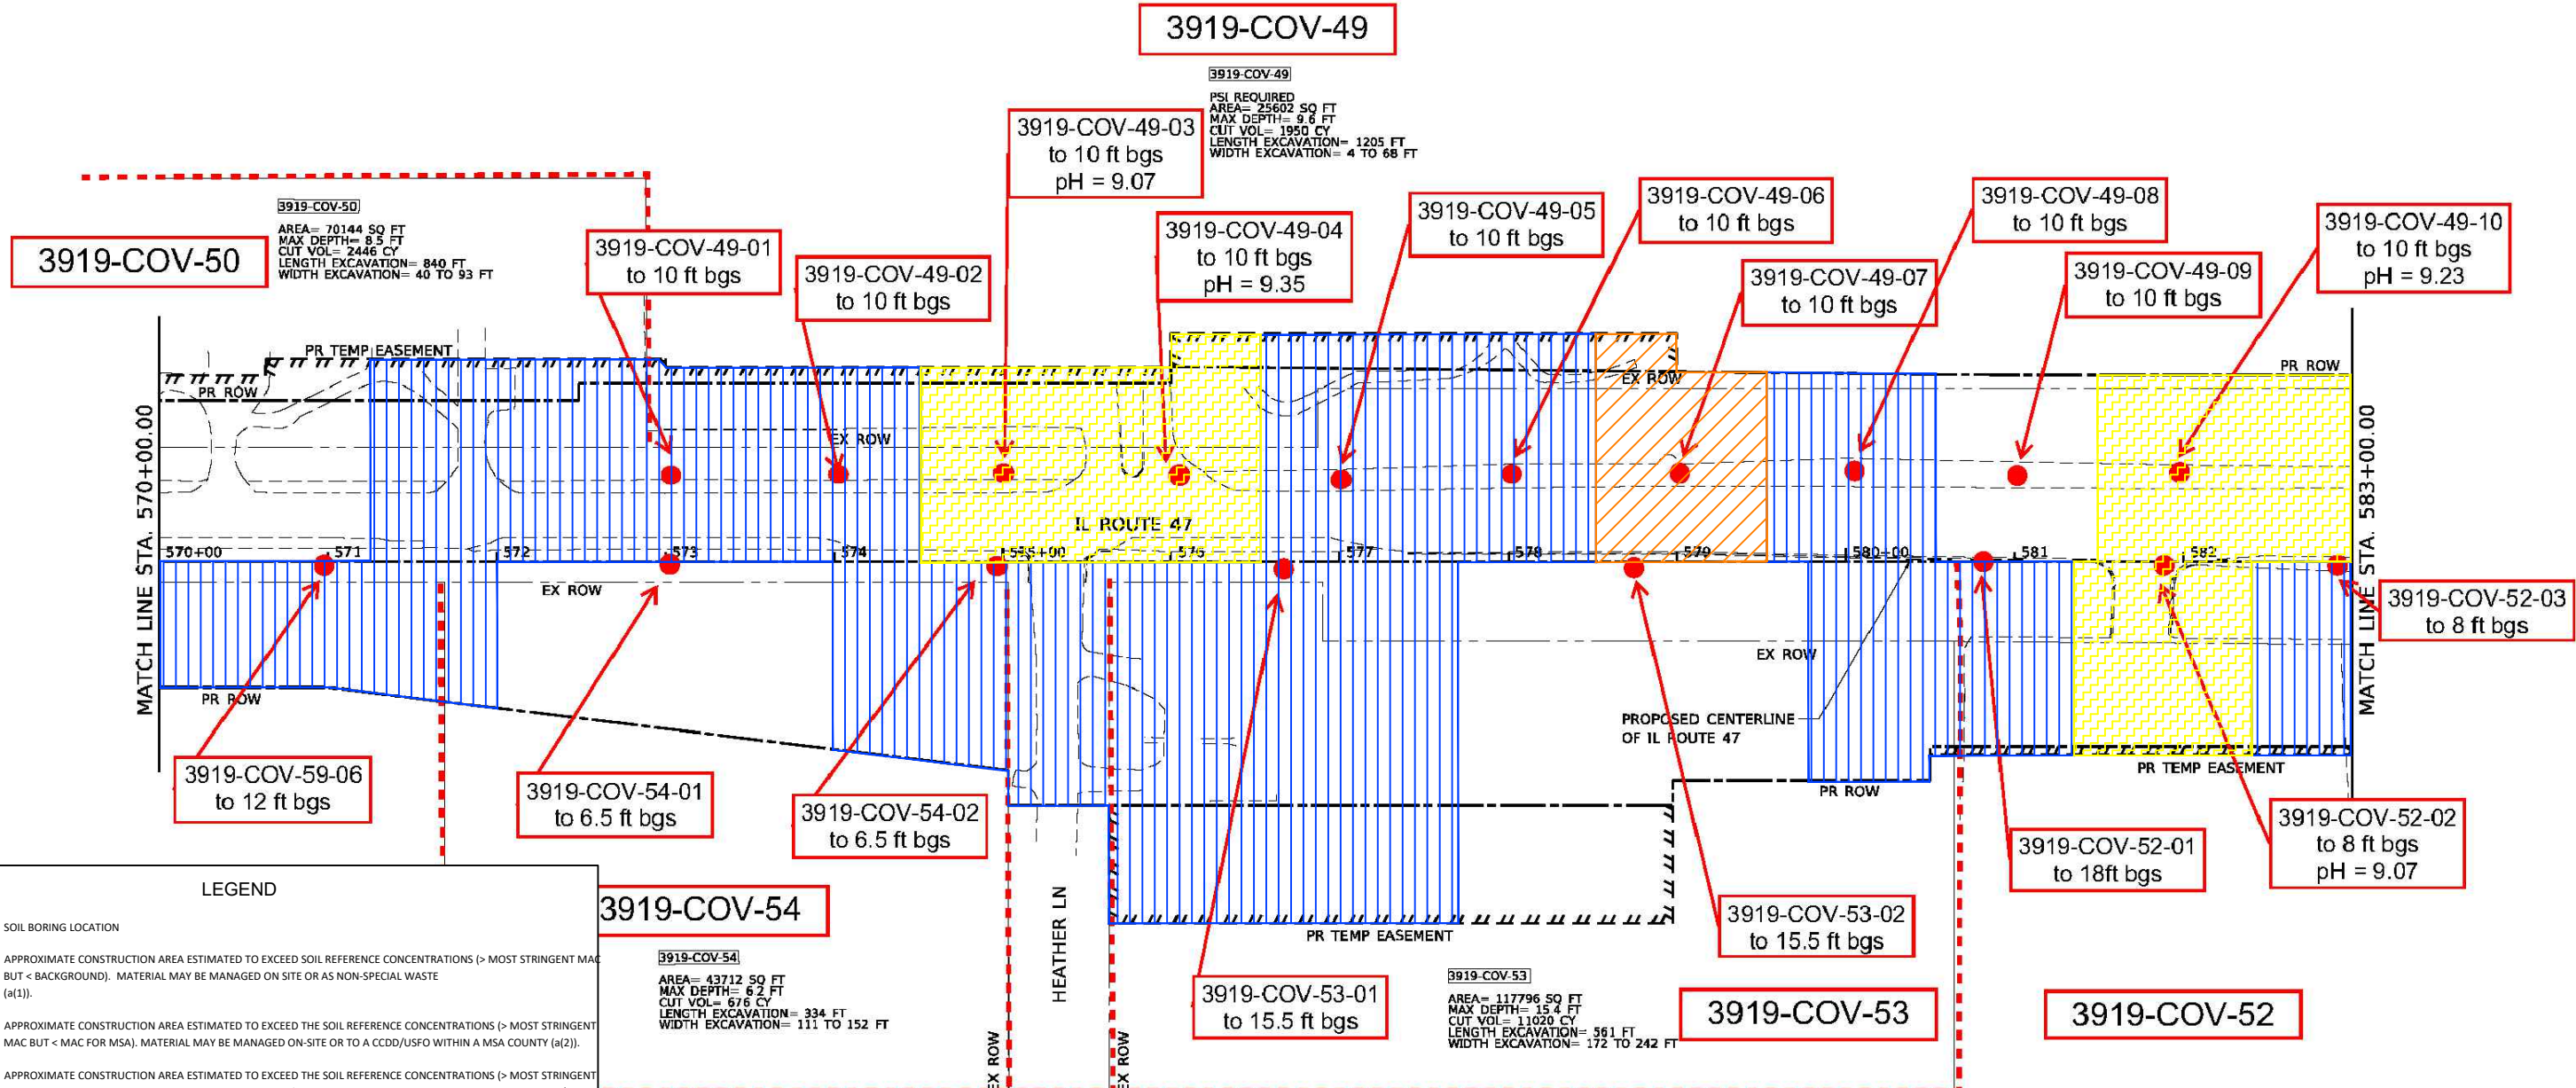 3919-COV-49
3919-COV-49
PSI REQUIRED
AREA= 25602 SQ FT
MAX DEPTH= 9.6 FT
CUT VOL= 1950 CY
LENGTH EXCAVATION= 1205 FT
WIDTH EXCAVATION= 4 TO 68 FT
3919-COV-50
3919-COV-50
AREA= 70144 SQ FT
MAX DEPTH= 8.5 FT
CUT VOL= 2446 CY
LENGTH EXCAVATION= 840 FT
WIDTH EXCAVATION= 40 TO 93 FT
3919-COV-49-01
to 10 ft bgs
3919-COV-49-02
to 10 ft bgs
3919-COV-49-03
to 10 ft bgs
pH = 9.07
3919-COV-49-04
to 10 ft bgs
pH = 9.35
3919-COV-49-05
to 10 ft bgs
3919-COV-49-06
to 10 ft bgs
3919-COV-49-07
to 10 ft bgs
3919-COV-49-08
to 10 ft bgs
3919-COV-49-09
to 10 ft bgs
3919-COV-49-10
to 10 ft bgs
pH = 9.23
PR TEMP EASEMENT
PR ROW
EX ROW
EX ROW
PR ROW
MATCH LINE STA. 570+00.00
IL ROUTE 47
570+00
571
572
573
574
575+00
576
577
578
579
580+00
581
582
MATCH LINE STA. 583+00.00
EX ROW
EX ROW
PR ROW
PROPOSED CENTERLINE
OF IL ROUTE 47
PR ROW
PR TEMP EASEMENT
PR TEMP EASEMENT
3919-COV-52-03
to 8 ft bgs
3919-COV-59-06
to 12 ft bgs
3919-COV-54-01
to 6.5 ft bgs
3919-COV-54-02
to 6.5 ft bgs
3919-COV-53-01
to 15.5 ft bgs
3919-COV-53-02
to 15.5 ft bgs
3919-COV-52-01
to 18ft bgs
3919-COV-52-02
to 8 ft bgs
pH = 9.07
HEATHER LN
EX ROW
EX ROW
3919-COV-54
3919-COV-54
AREA= 43712 SQ FT
MAX DEPTH= 6.2 FT
CUT VOL= 676 CY
LENGTH EXCAVATION= 334 FT
WIDTH EXCAVATION= 111 TO 152 FT
3919-COV-53
AREA= 117796 SQ FT
MAX DEPTH= 15.4 FT
CUT VOL= 11020 CY
LENGTH EXCAVATION= 561 FT
WIDTH EXCAVATION= 172 TO 242 FT
3919-COV-53
3919-COV-52
LEGEND
SOIL BORING LOCATION
APPROXIMATE CONSTRUCTION AREA ESTIMATED TO EXCEED SOIL REFERENCE CONCENTRATIONS (> MOST STRINGENT MAC
BUT < BACKGROUND). MATERIAL MAY BE MANAGED ON SITE OR AS NON-SPECIAL WASTE
(a(1)).
APPROXIMATE CONSTRUCTION AREA ESTIMATED TO EXCEED THE SOIL REFERENCE CONCENTRATIONS (> MOST STRINGENT
MAC BUT < MAC FOR MSA). MATERIAL MAY BE MANAGED ON-SITE OR TO A CCDD/USFO WITHIN A MSA COUNTY (a(2)).
APPROXIMATE CONSTRUCTION AREA ESTIMATED TO EXCEED THE SOIL REFERENCE CONCENTRATIONS (> MOST STRINGENT